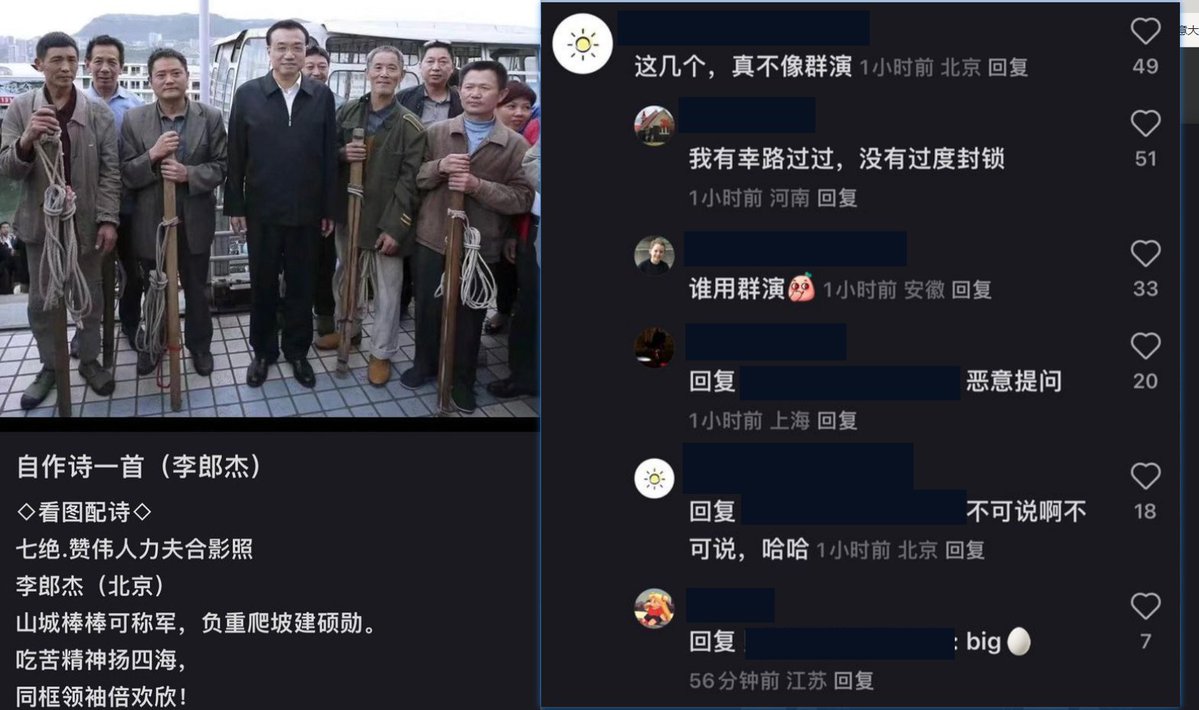 自作诗一首（李郎杰）
◇看图配诗◇
七绝.赞伟人力夫合影照
李郎杰（北京）
山城棒棒可称军，负重爬坡建硕勋。
吃苦精神扬四海，
同框领袖倍欢欣！
这几个，真不像群演 1小时前 北京 回复
49
我有幸路过过，没有过度封锁
51
1小时前 河南 回复
谁用群演 1小时前 安徽 回复
33
回复 恶意提问
20
1小时前 上海 回复
回复 不可说啊不
18
可说，哈哈 1小时前 北京 回复
回复 : big
7
56分钟前 江苏 回复
意大